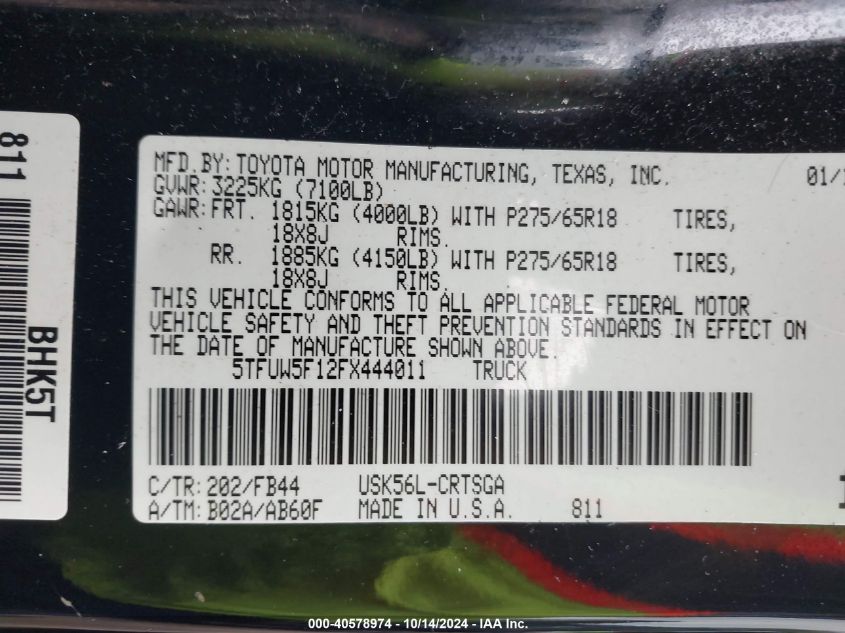 811
BHK5T
MFD.BY: TOYOTA MOTOR MANUFACTURING, TEXAS, INC. 01/
GVWR: 3225KG (7100LB)
GAWR: FRT. 1815KG (4000LB) WITH P275/65R18 TIRES,
18X8J RIMS.
RR. 1885KG (4150LB) WITH P275/65R18 TIRES,
18X8J RIMS.
THIS VEHICLE CONFORMS TO ALL APPLICABLE FEDERAL MOTOR
VEHICLE SAFETY AND THEFT PREVENTION STANDARDS IN EFFECT ON
THE DATE OF MANUFACTURE SHOWN ABOVE.
5TFUW5F12FX444011 TRUCK
C/TR: 202/FB44 USK56L-CRTSGA
A/TM: B02A/AB60F MADE IN U.S.A. 811
000-40578974 - 10/14/2024 - IAA Inc.